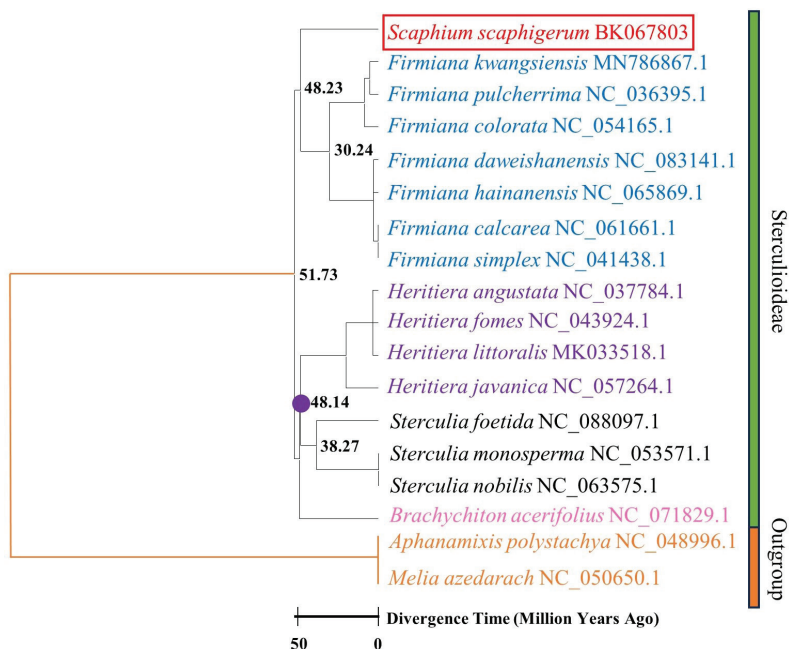 Scaphium scaphigerum BK067803
Firmiana kwangsiensis MN786867.1
48.23
Firmiana pulcherrima NC_036395.1
Firmiana colorata NC_054165.1
30.24
Firmiana daweishanensis NC_083141.1
Firmiana hainanensis NC_065869.1
Firmiana calcarea NC_061661.1
Firmiana simplex NC_041438.1
51.73
Heritiera angustata NC_037784.1
Heritiera fomes NC_043924.1
Heritiera littoralis MK033518.1
Heritiera javanica NC_057264.1
48.14
Sterculia foetida NC_088097.1
38.27
Sterculia monosperma NC_053571.1
Sterculia nobilis NC_063575.1
Brachychiton acerifolius NC_071829.1
Aphanamixis polystachya NC_048996.1
Melia azedarach NC_050650.1
Sterculioideae
Outgroup
Divergence Time (Million Years Ago)
50 0